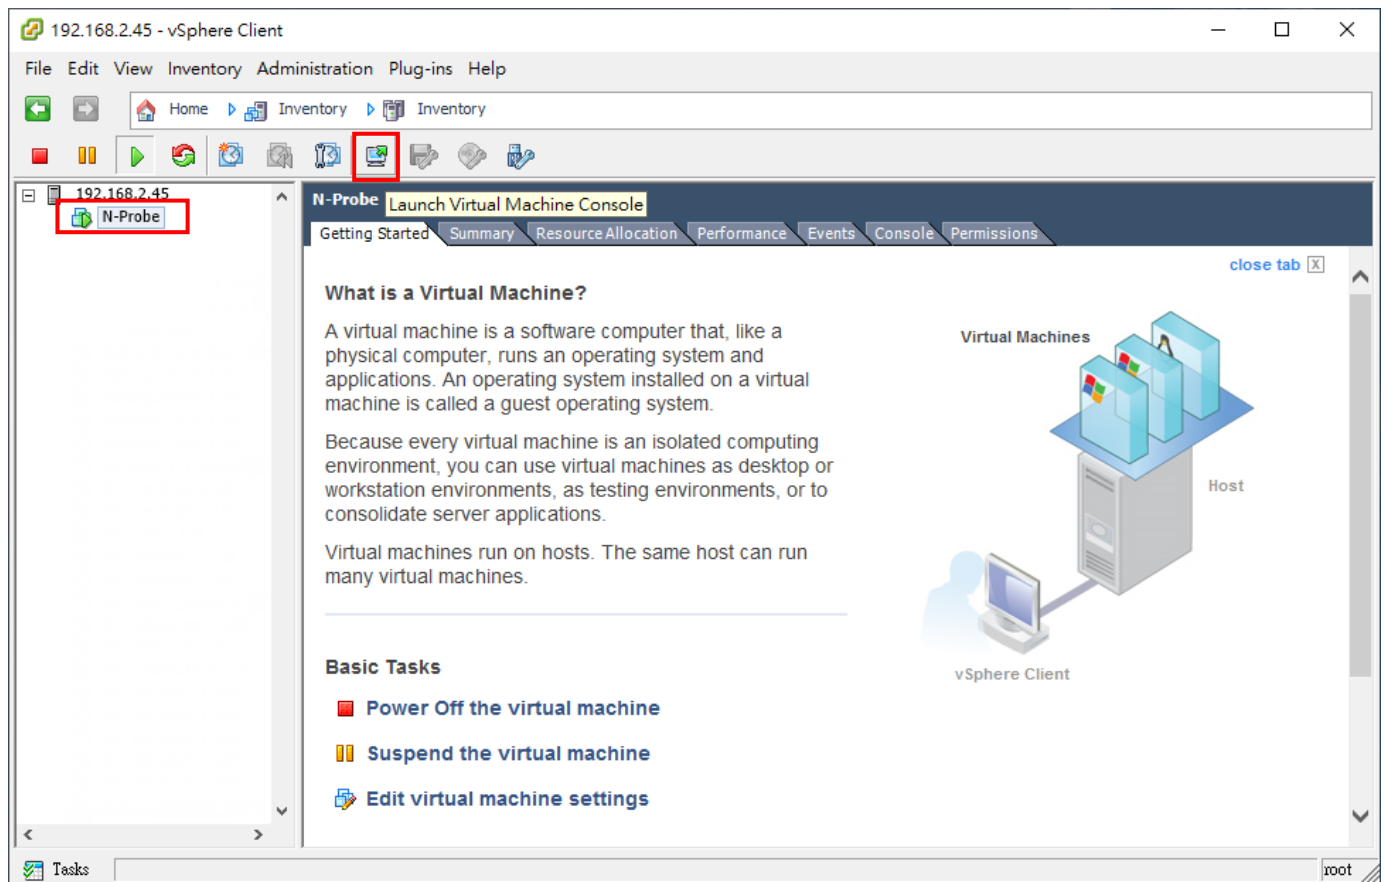 192.168.2.45 - vSphere Client
File Edit View Inventory Administration Plug-ins Help
Home Inventory Inventory
192.168.2.45
N-Probe
N-Probe
Launch Virtual Machine Console
Getting Started Summary Resource Allocation Performance Events Console Permissions
close tab X
What is a Virtual Machine?
A virtual machine is a software computer that, like a
physical computer, runs an operating system and
applications. An operating system installed on a virtual
machine is called a guest operating system.
Because every virtual machine is an isolated computing
environment, you can use virtual machines as desktop or
workstation environments, as testing environments, or to
consolidate server applications.
Virtual machines run on hosts. The same host can run
many virtual machines.
Virtual Machines
Host
vSphere Client
Basic Tasks
Power Off the virtual machine
Suspend the virtual machine
Edit virtual machine settings
Tasks
root